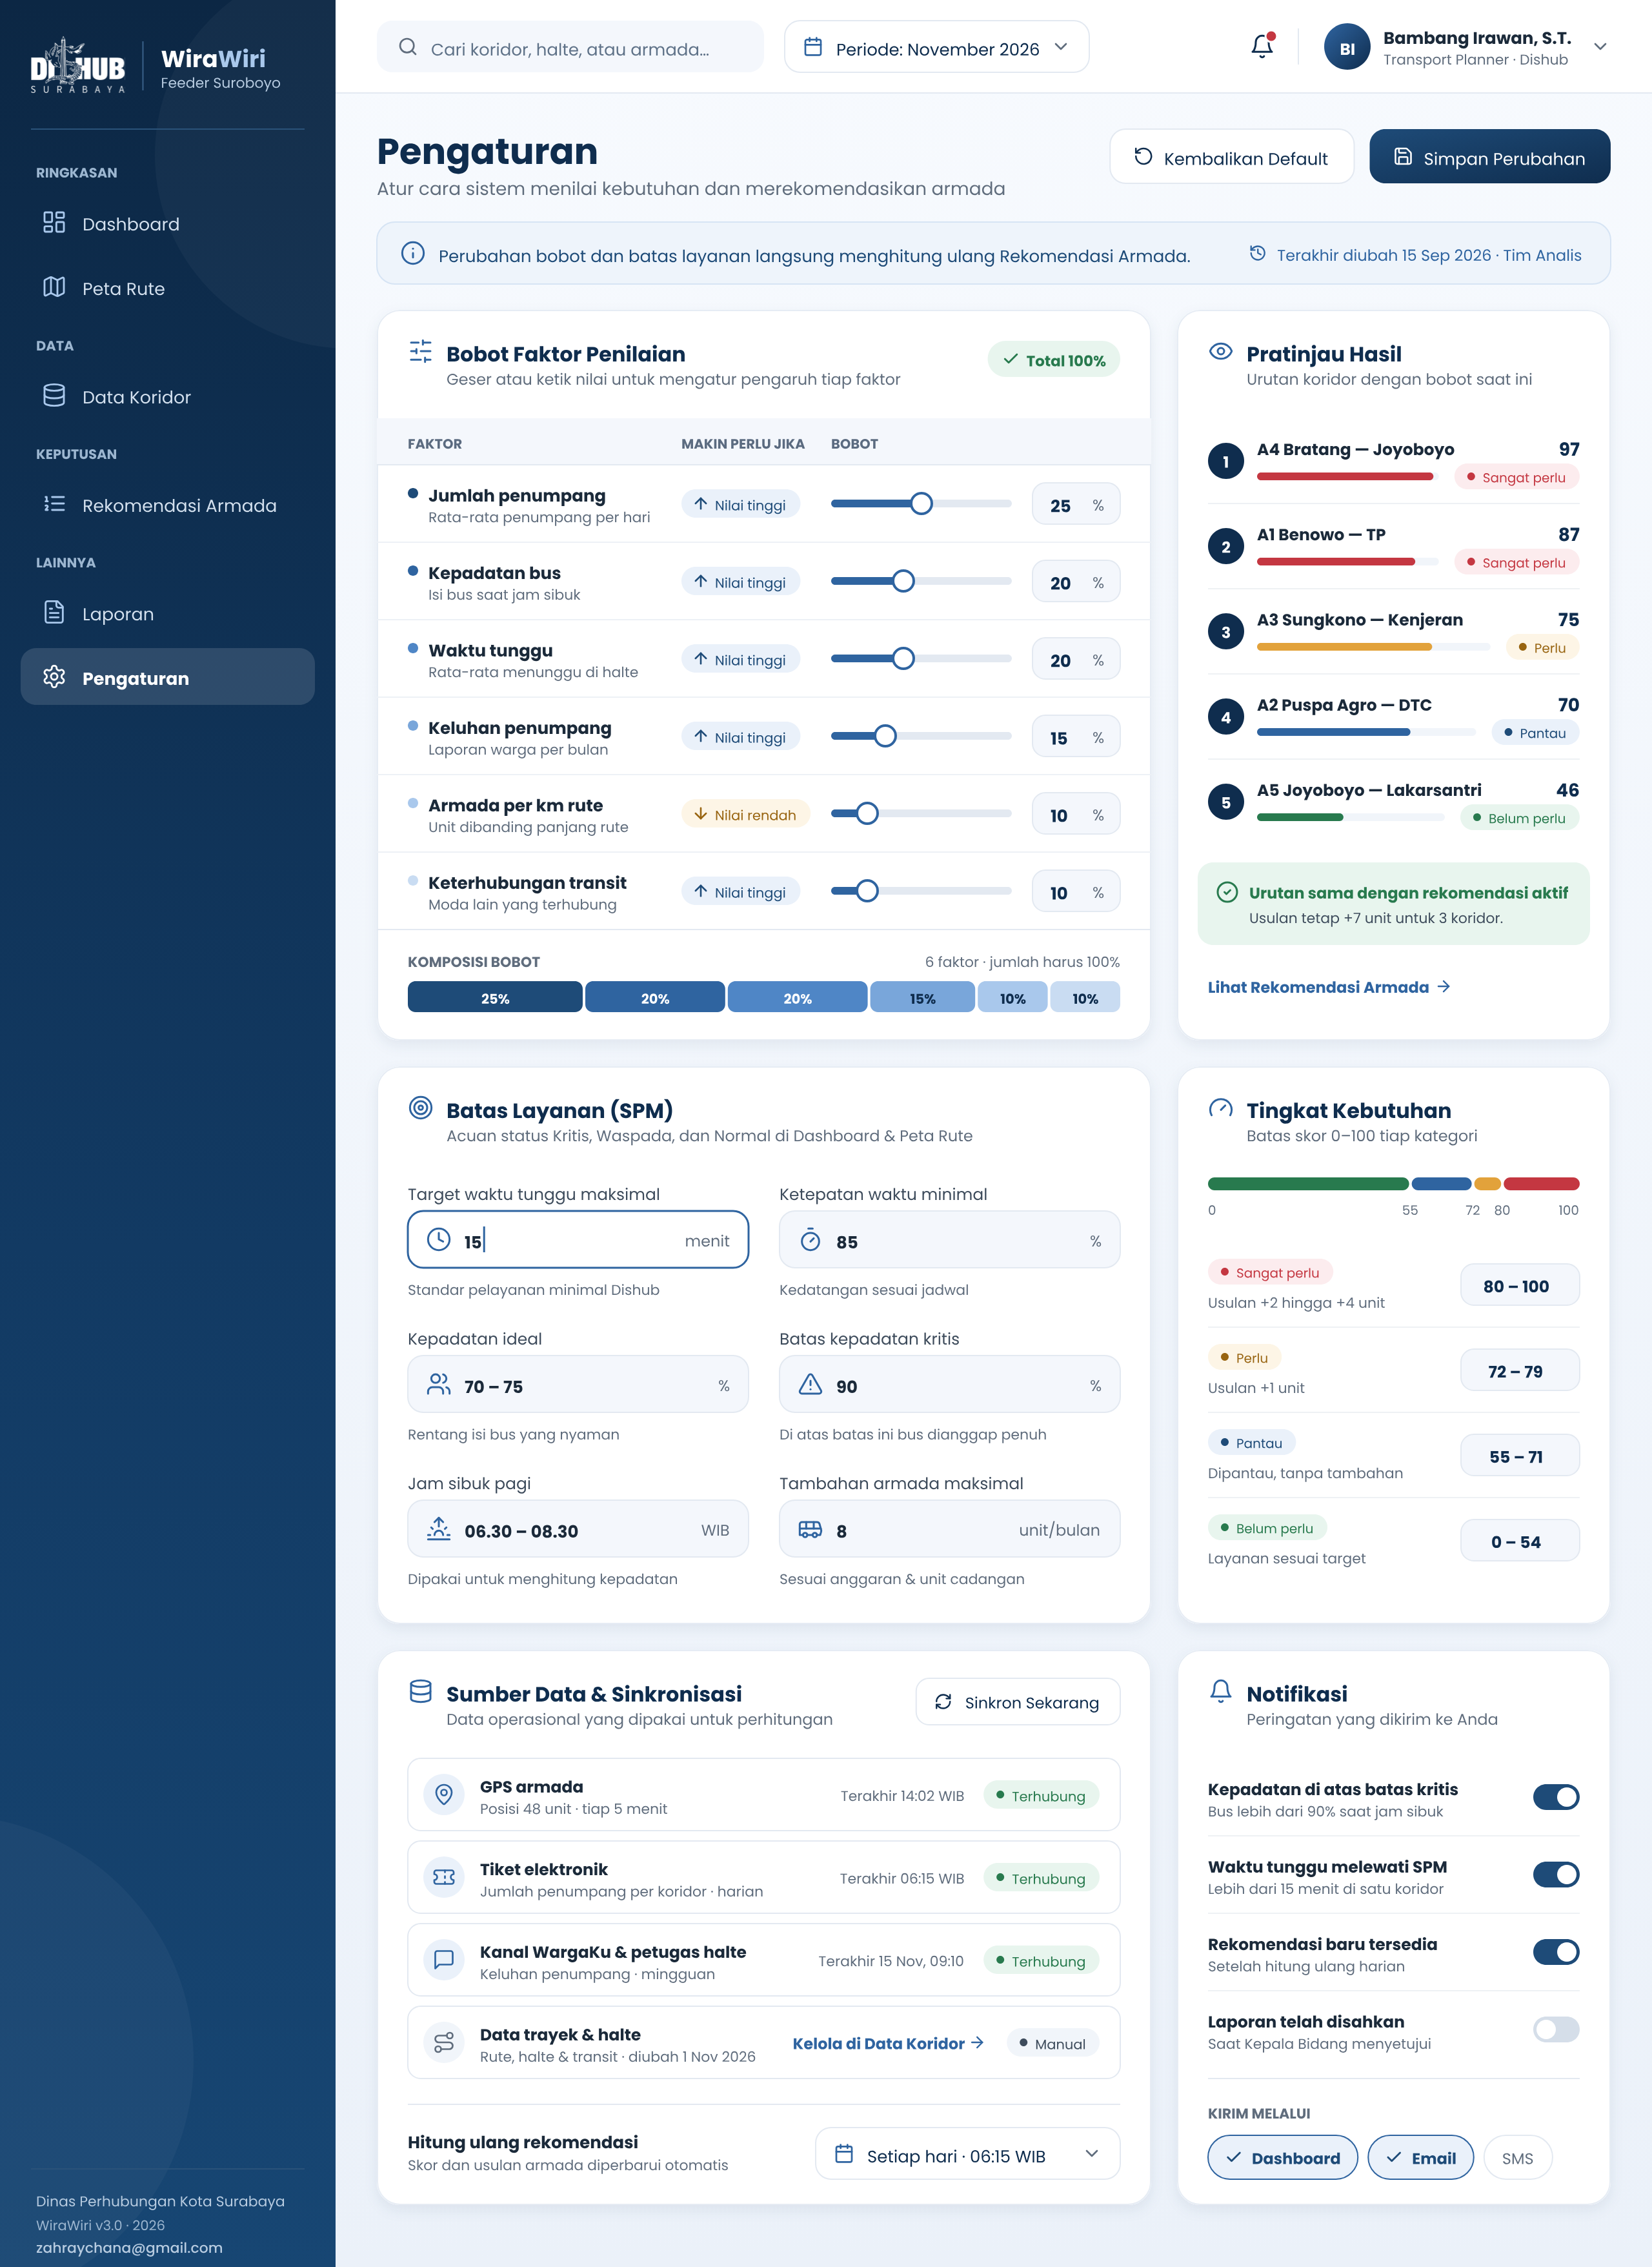 DISHUB
SURABAYA
WiraWiri
Feeder Suroboyo
RINGKASAN
Dashboard
Peta Rute
DATA
Data Koridor
KEPUTUSAN
Rekomendasi Armada
LAINNYA
Laporan
Pengaturan
Dinas Perhubungan Kota Surabaya
WiraWiri v3.0 · 2026
zahraychana@gmail.com
Cari koridor, halte, atau armada...
Periode: November 2026
BI
Bambang Irawan, S.T.
Transport Planner · Dishub
Pengaturan
Atur cara sistem menilai kebutuhan dan merekomendasikan armada
Kembalikan Default
Simpan Perubahan
Perubahan bobot dan batas layanan langsung menghitung ulang Rekomendasi Armada.
Terakhir diubah 15 Sep 2026 · Tim Analis
Bobot Faktor Penilaian
Geser atau ketik nilai untuk mengatur pengaruh tiap faktor
Total 100%
FAKTOR MAKIN PERLU JIKA BOBOT
Jumlah penumpang
Rata-rata penumpang per hari
Nilai tinggi
25 %
Kepadatan bus
Isi bus saat jam sibuk
Nilai tinggi
20 %
Waktu tunggu
Rata-rata menunggu di halte
Nilai tinggi
20 %
Keluhan penumpang
Laporan warga per bulan
Nilai tinggi
15 %
Armada per km rute
Unit dibanding panjang rute
Nilai rendah
10 %
Keterhubungan transit
Moda lain yang terhubung
Nilai tinggi
10 %
KOMPOSISI BOBOT
6 faktor · jumlah harus 100%
25% 20% 20% 15% 10% 10%
Pratinjau Hasil
Urutan koridor dengan bobot saat ini
1 A4 Bratang — Joyoboyo 97
Sangat perlu
2 A1 Benowo — TP 87
Sangat perlu
3 A3 Sungkono — Kenjeran 75
Perlu
4 A2 Puspa Agro — DTC 70
Pantau
5 A5 Joyoboyo — Lakarsantri 46
Belum perlu
Urutan sama dengan rekomendasi aktif
Usulan tetap +7 unit untuk 3 koridor.
Lihat Rekomendasi Armada →
Batas Layanan (SPM)
Acuan status Kritis, Waspada, dan Normal di Dashboard & Peta Rute
Target waktu tunggu maksimal
15 menit
Standar pelayanan minimal Dishub
Ketepatan waktu minimal
85 %
Kedatangan sesuai jadwal
Kepadatan ideal
70 – 75 %
Rentang isi bus yang nyaman
Batas kepadatan kritis
90 %
Di atas batas ini bus dianggap penuh
Jam sibuk pagi
06.30 – 08.30 WIB
Dipakai untuk menghitung kepadatan
Tambahan armada maksimal
8 unit/bulan
Sesuai anggaran & unit cadangan
Tingkat Kebutuhan
Batas skor 0–100 tiap kategori
0 55 72 80 100
Sangat perlu
Usulan +2 hingga +4 unit
80 – 100
Perlu
Usulan +1 unit
72 – 79
Pantau
Dipantau, tanpa tambahan
55 – 71
Belum perlu
Layanan sesuai target
0 – 54
Sumber Data & Sinkronisasi
Data operasional yang dipakai untuk perhitungan
Sinkron Sekarang
GPS armada
Posisi 48 unit · tiap 5 menit
Terakhir 14:02 WIB
Terhubung
Tiket elektronik
Jumlah penumpang per koridor · harian
Terakhir 06:15 WIB
Terhubung
Kanal WargaKu & petugas halte
Keluhan penumpang · mingguan
Terakhir 15 Nov, 09:10
Terhubung
Data trayek & halte
Rute, halte & transit · diubah 1 Nov 2026
Kelola di Data Koridor →
Manual
Hitung ulang rekomendasi
Skor dan usulan armada diperbarui otomatis
Setiap hari · 06:15 WIB
Notifikasi
Peringatan yang dikirim ke Anda
Kepadatan di atas batas kritis
Bus lebih dari 90% saat jam sibuk
Waktu tunggu melewati SPM
Lebih dari 15 menit di satu koridor
Rekomendasi baru tersedia
Setelah hitung ulang harian
Laporan telah disahkan
Saat Kepala Bidang menyetujui
KIRIM MELALUI
Dashboard
Email
SMS